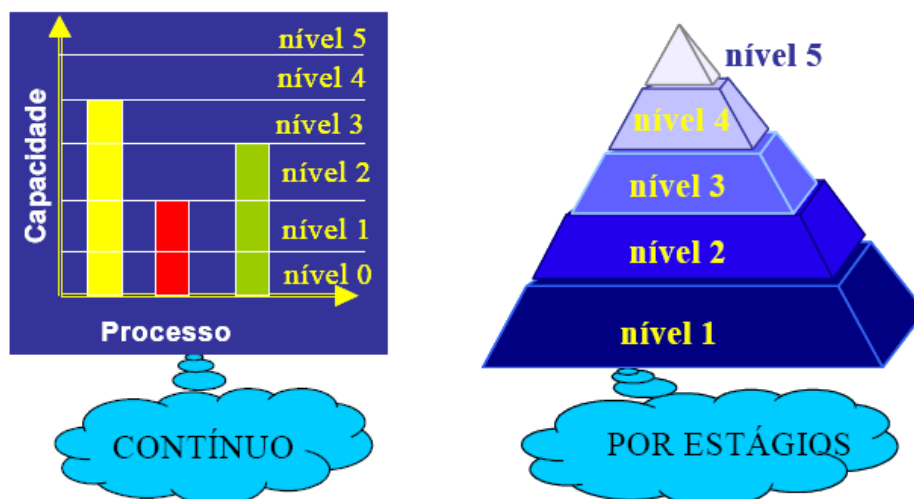 nível 5
nível 4
nível 3
nível 2
nível 1
nível 0
Capacidade
Processo
CONTÍNUO
nível 5
nível 4
nível 3
nível 2
nível 1
POR ESTÁGIOS